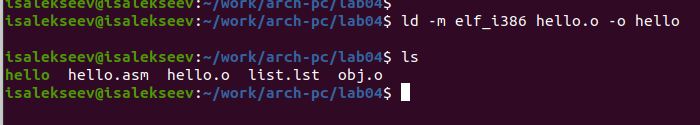 isalekseev@isalekseev:~/work/arch-pc/lab04$
isalekseev@isalekseev:~/work/arch-pc/lab04$ ld -m elf_i386 hello.o -o hello
isalekseev@isalekseev:~/work/arch-pc/lab04$ ls
hello  hello.asm  hello.o  list.lst  obj.o
isalekseev@isalekseev:~/work/arch-pc/lab04$